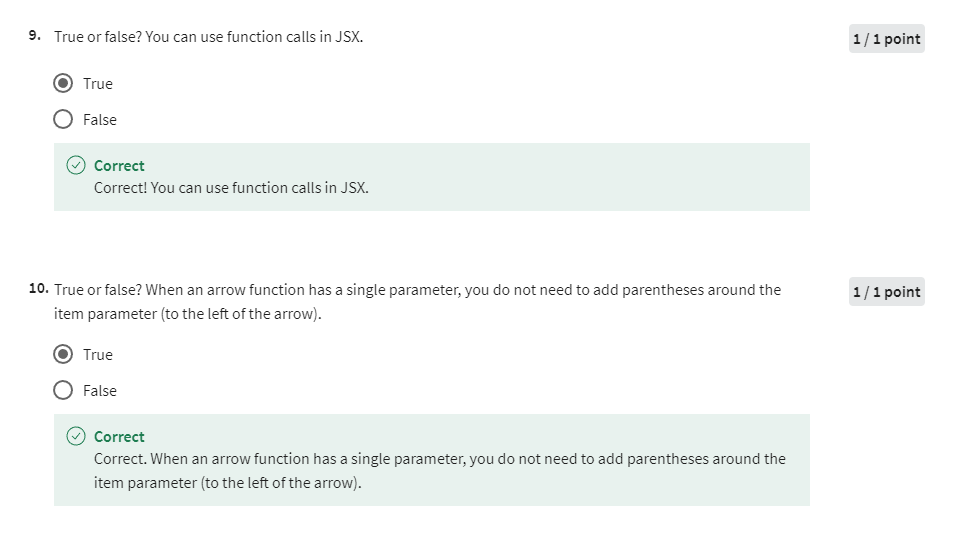 9. True or false? You can use function calls in JSX.
1 / 1 point
True
False
Correct
Correct! You can use function calls in JSX.
10. True or false? When an arrow function has a single parameter, you do not need to add parentheses around the
item parameter (to the left of the arrow).
1 / 1 point
True
False
Correct
Correct. When an arrow function has a single parameter, you do not need to add parentheses around the
item parameter (to the left of the arrow).